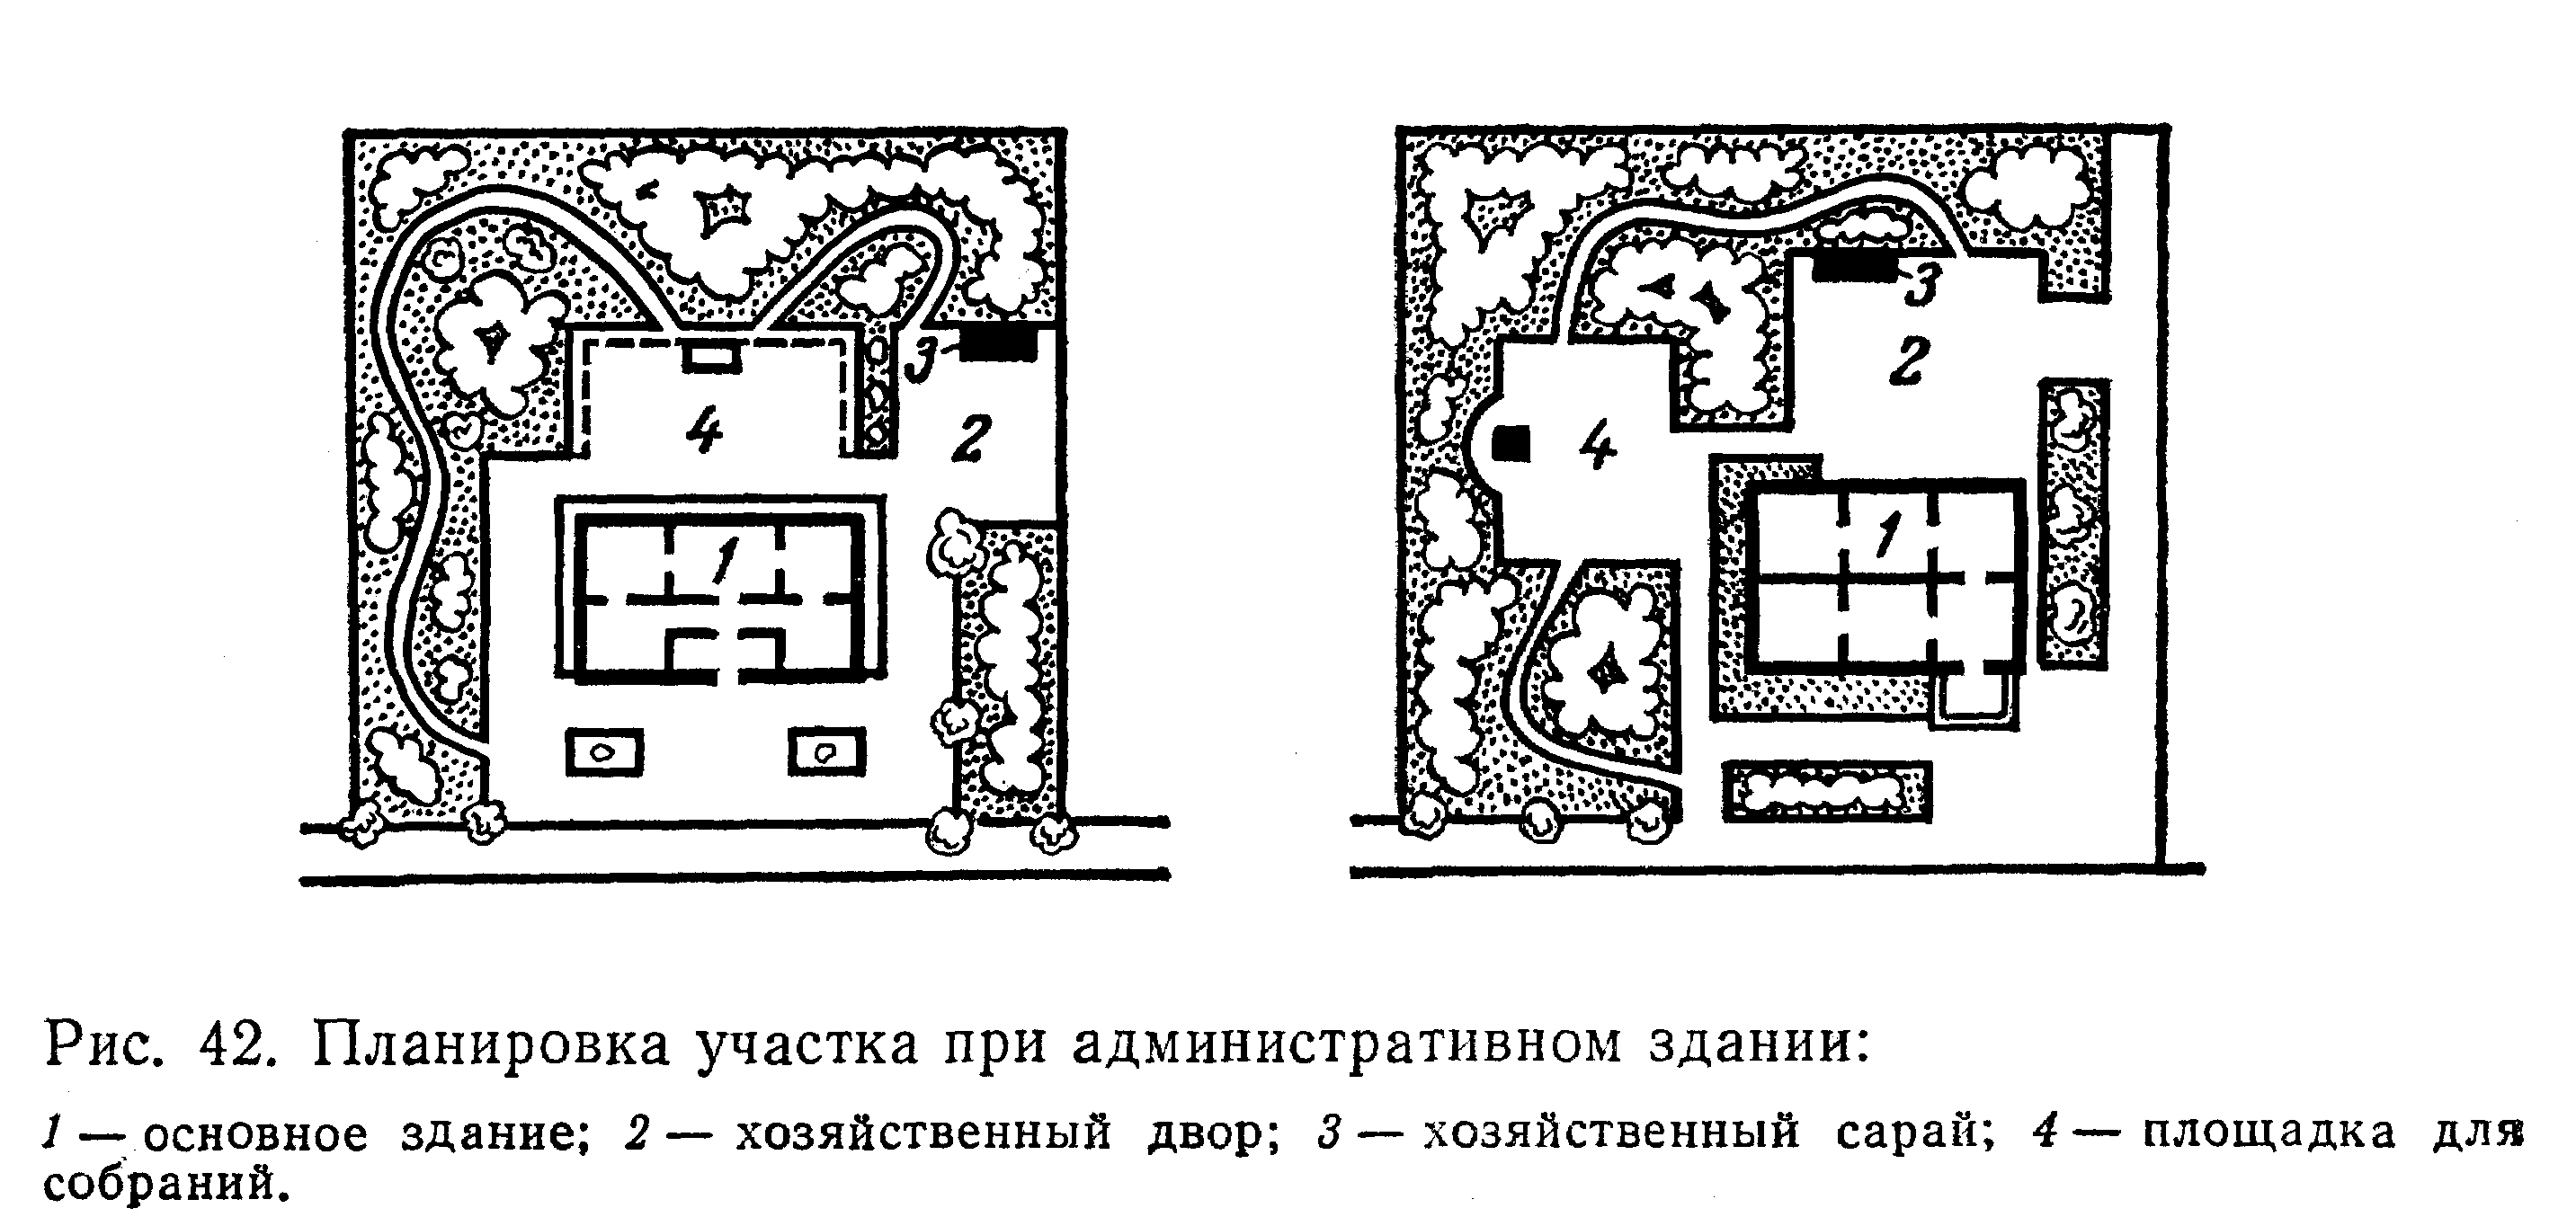 3
2
4
1
3
2
4
1
Рис. 42. Планировка участка при административном здании:
1 — основное здание; 2 — хозяйственный двор; 3 — хозяйственный сарай; 4 — площадка для
собраний.